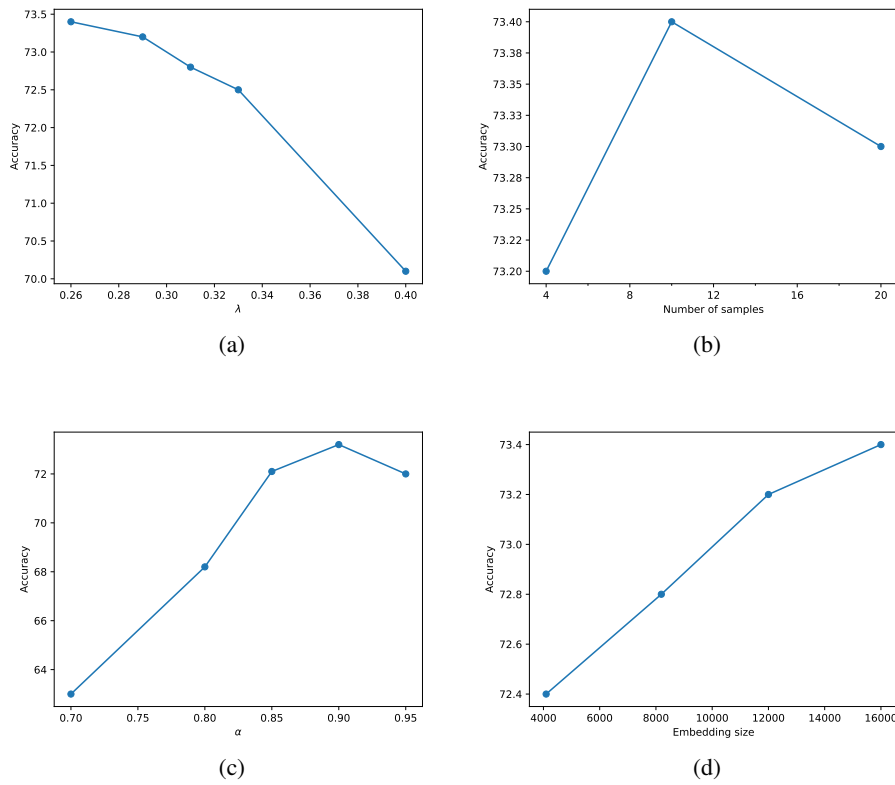 73.5
73.0
72.5
72.0
71.5
71.0
70.5
70.0
Accuracy
0.26 0.28 0.30 0.32 0.34 0.36 0.38 0.40
λ
(a)
73.40
73.38
73.35
73.33
73.30
73.28
73.25
73.22
73.20
Accuracy
4 8 12 16 20
Number of samples
(b)
72
70
68
66
64
Accuracy
0.70 0.75 0.80 0.85 0.90 0.95
α
(c)
73.4
73.2
73.0
72.8
72.6
72.4
Accuracy
4000 6000 8000 10000 12000 14000 16000
Embedding size
(d)